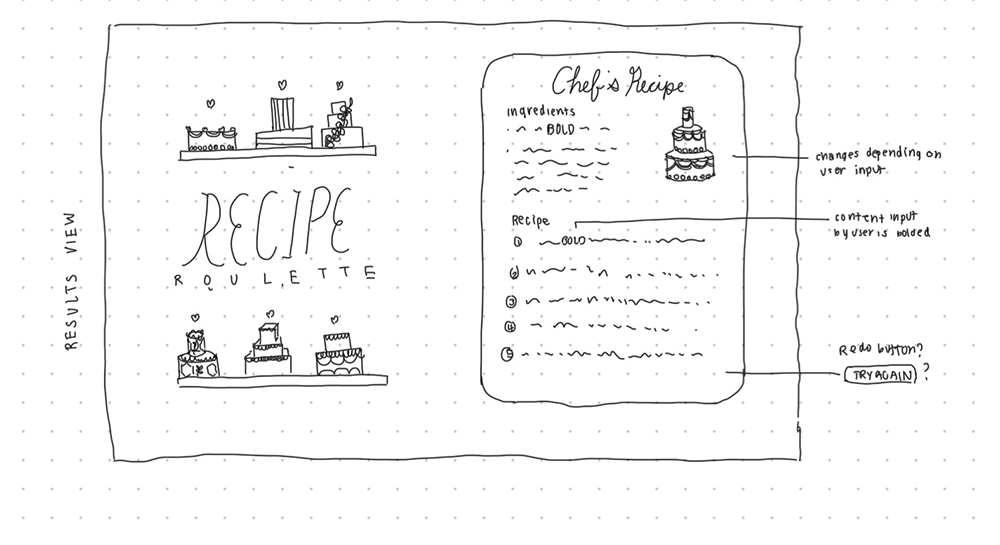 RESULTS VIEW
RECIPE
ROULETTE
Chef's Recipe
Ingredients
BOLD
Recipe
① BOLD
②
③
④
⑤
changes depending on
user input
content input
by user is bolded
Redo button?
TRY AGAIN ?